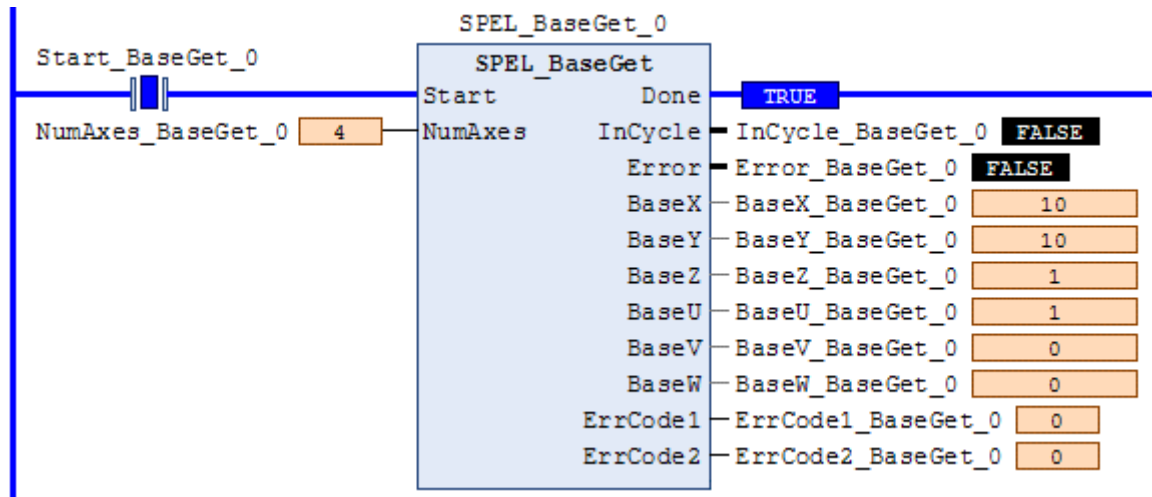 SPEL_BaseGet_0
Start_BaseGet_0 SPEL_BaseGet
Start Done TRUE
NumAxes_BaseGet_0 4 NumAxes InCycle InCycle_BaseGet_0 FALSE
Error Error_BaseGet_0 FALSE
BaseX BaseX_BaseGet_0 10
BaseY BaseY_BaseGet_0 10
BaseZ BaseZ_BaseGet_0 1
BaseU BaseU_BaseGet_0 1
BaseV BaseV_BaseGet_0 0
BaseW BaseW_BaseGet_0 0
ErrCode1 ErrCode1_BaseGet_0 0
ErrCode2 ErrCode2_BaseGet_0 0